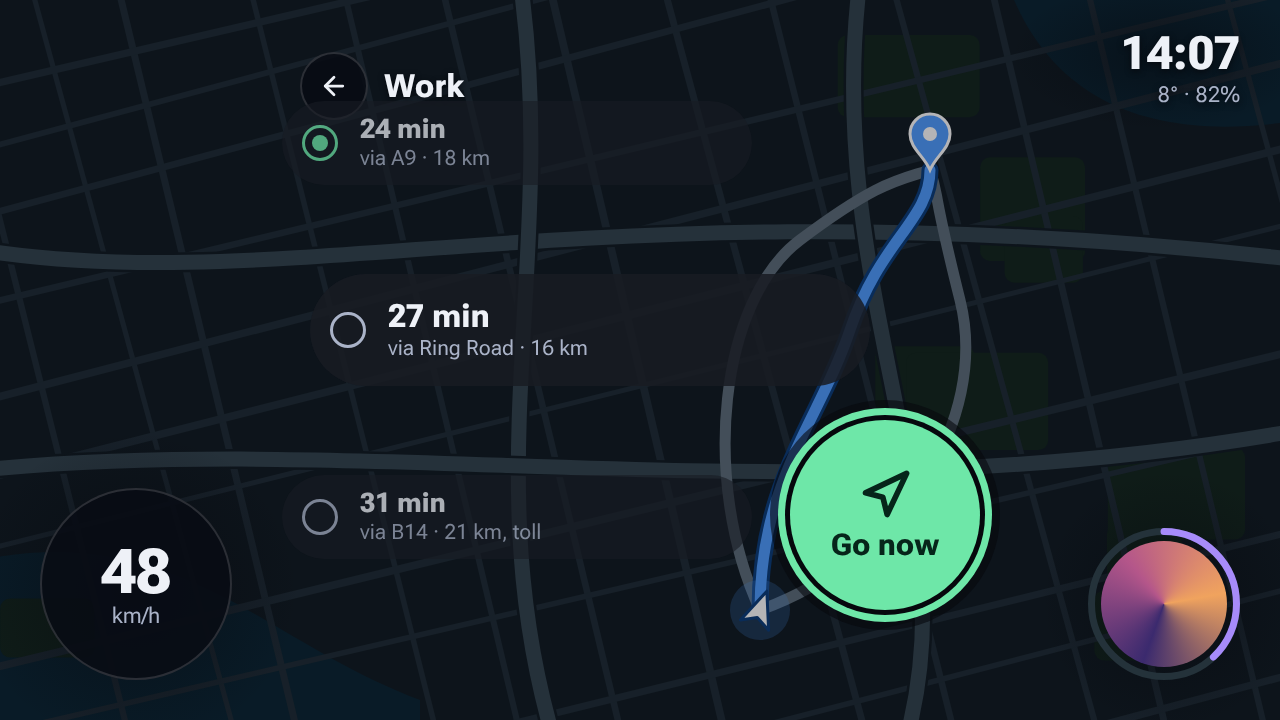 Work
14:07
8° · 82%
24 min
via A9 · 18 km
27 min
via Ring Road · 16 km
31 min
via B14 · 21 km, toll
Go now
48
km/h